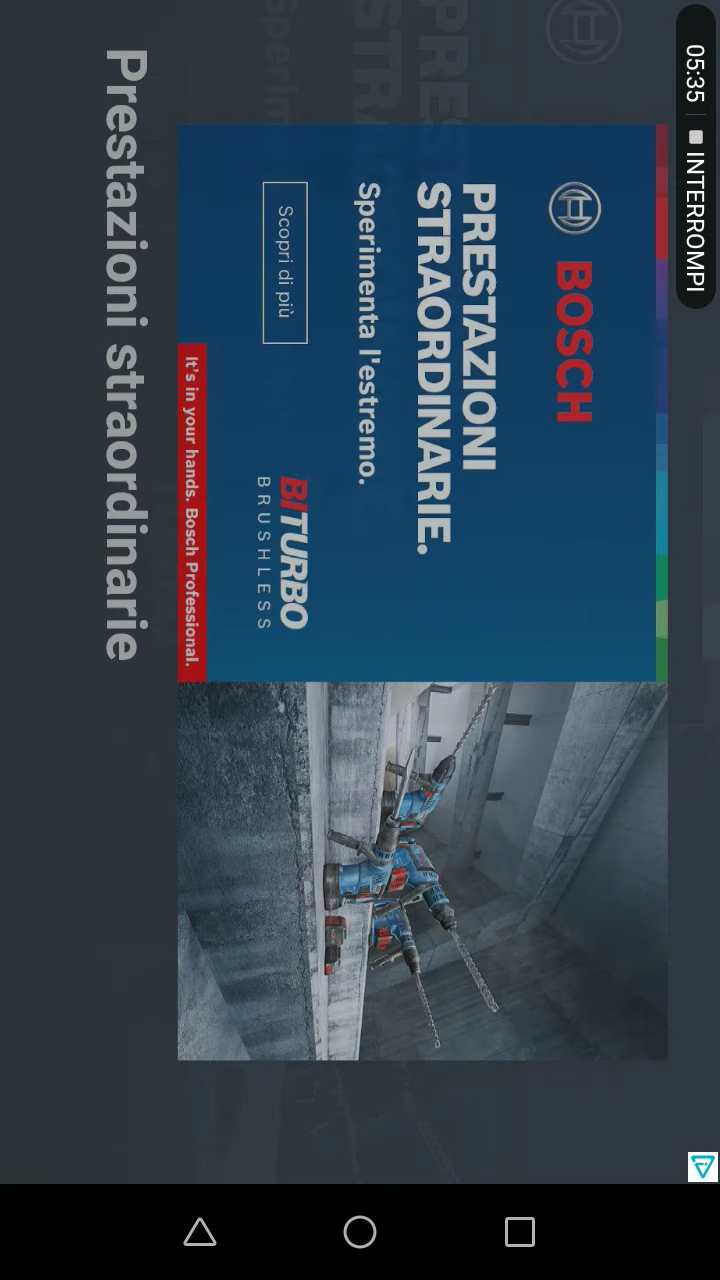 05:35 INTERROMPI
BOSCH
PRESTAZIONI
STRAORDINARIE.
Sperimenta l'estremo.
Scopri di più
BITURBO
BRUSHLESS
It's in your hands. Bosch Professional.
Prestazioni straordinarie